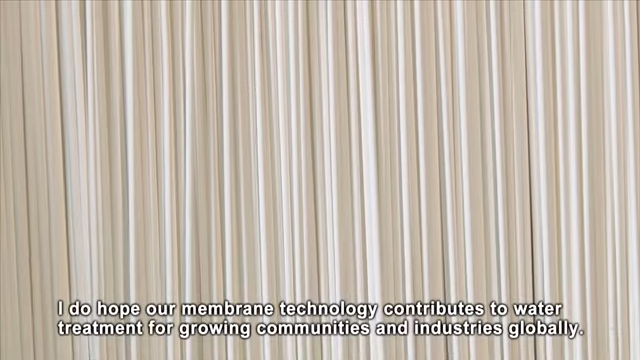 I do hope our membrane technology contributes to water
treatment for growing communities and industries globally.